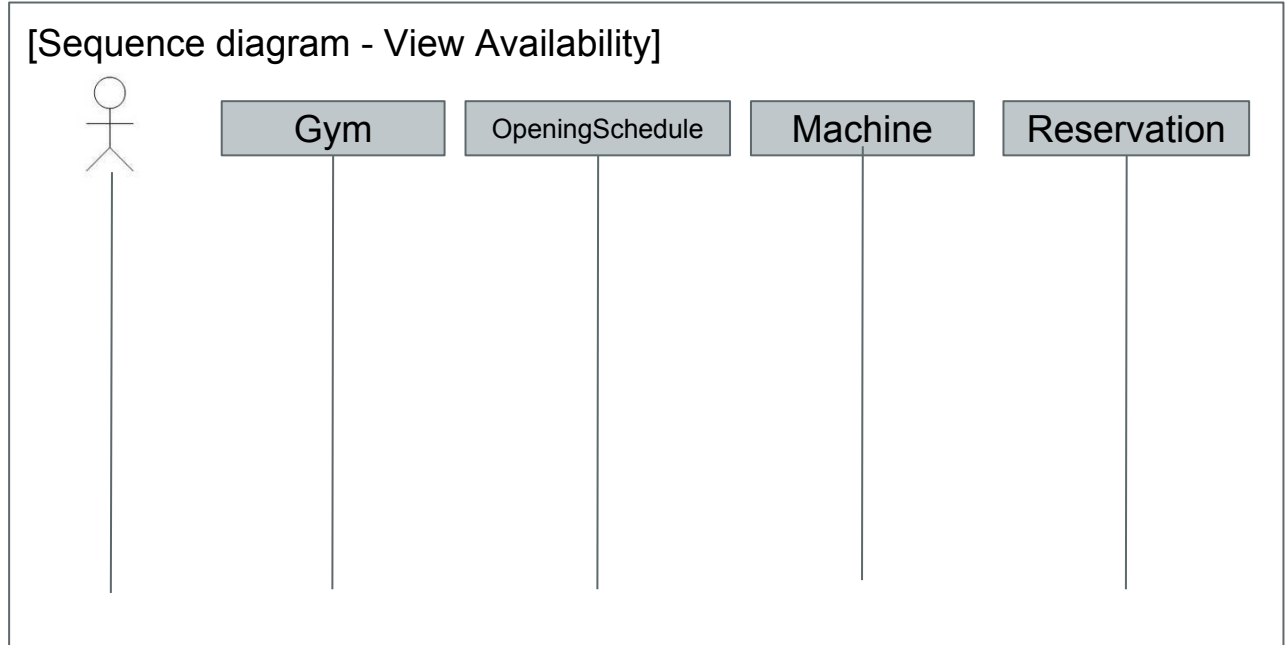 [Sequence diagram - View Availability]
Gym
OpeningSchedule
Machine
Reservation